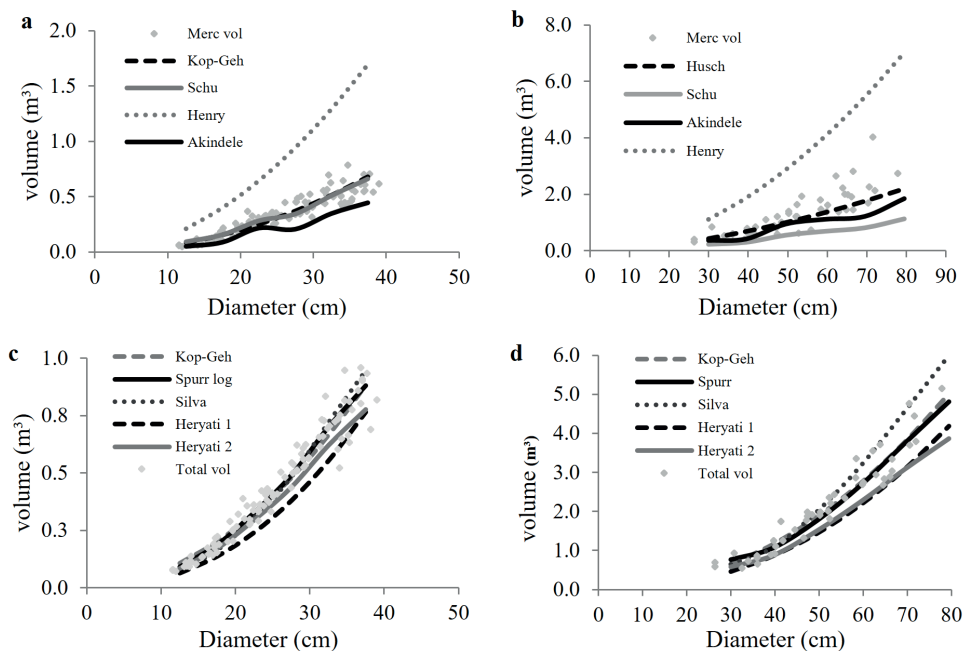 a
2.0
1.5
1.0
0.5
0.0
volume (m³)
Merc vol
Kop-Geh
Schu
Henry
Akindele
0 10 20 30 40 50
Diameter (cm)
b
8.0
6.0
4.0
2.0
0.0
volume (m³)
Merc vol
Husch
Schu
Akindele
Henry
0 10 20 30 40 50 60 70 80 90
Diameter (cm)
c
1.0
0.8
0.5
0.3
0.0
volume (m³)
Kop-Geh
Spurr log
Silva
Heryati 1
Heryati 2
Total vol
0 10 20 30 40 50
Diameter (cm)
d
6.0
5.0
4.0
3.0
2.0
1.0
0.0
volume (m³)
Kop-Geh
Spurr
Silva
Heryati 1
Heryati 2
Total vol
0 10 20 30 40 50 60 70 80
Diameter (cm)